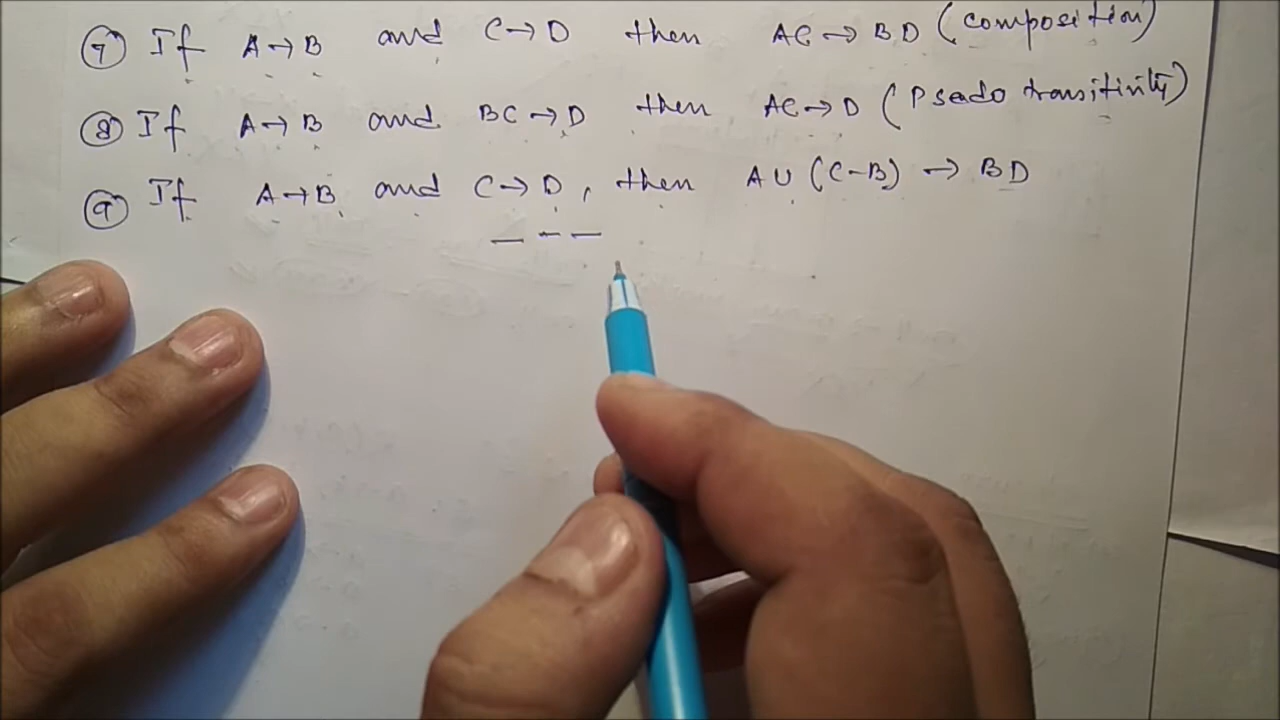 ⑦ If A→B and C→D then AC→BD (composition)
⑧ If A→B and BC→D then AC→D (Pseado transitivity)
⑨ If A→B and C→D, then A∪(C-B) → BD